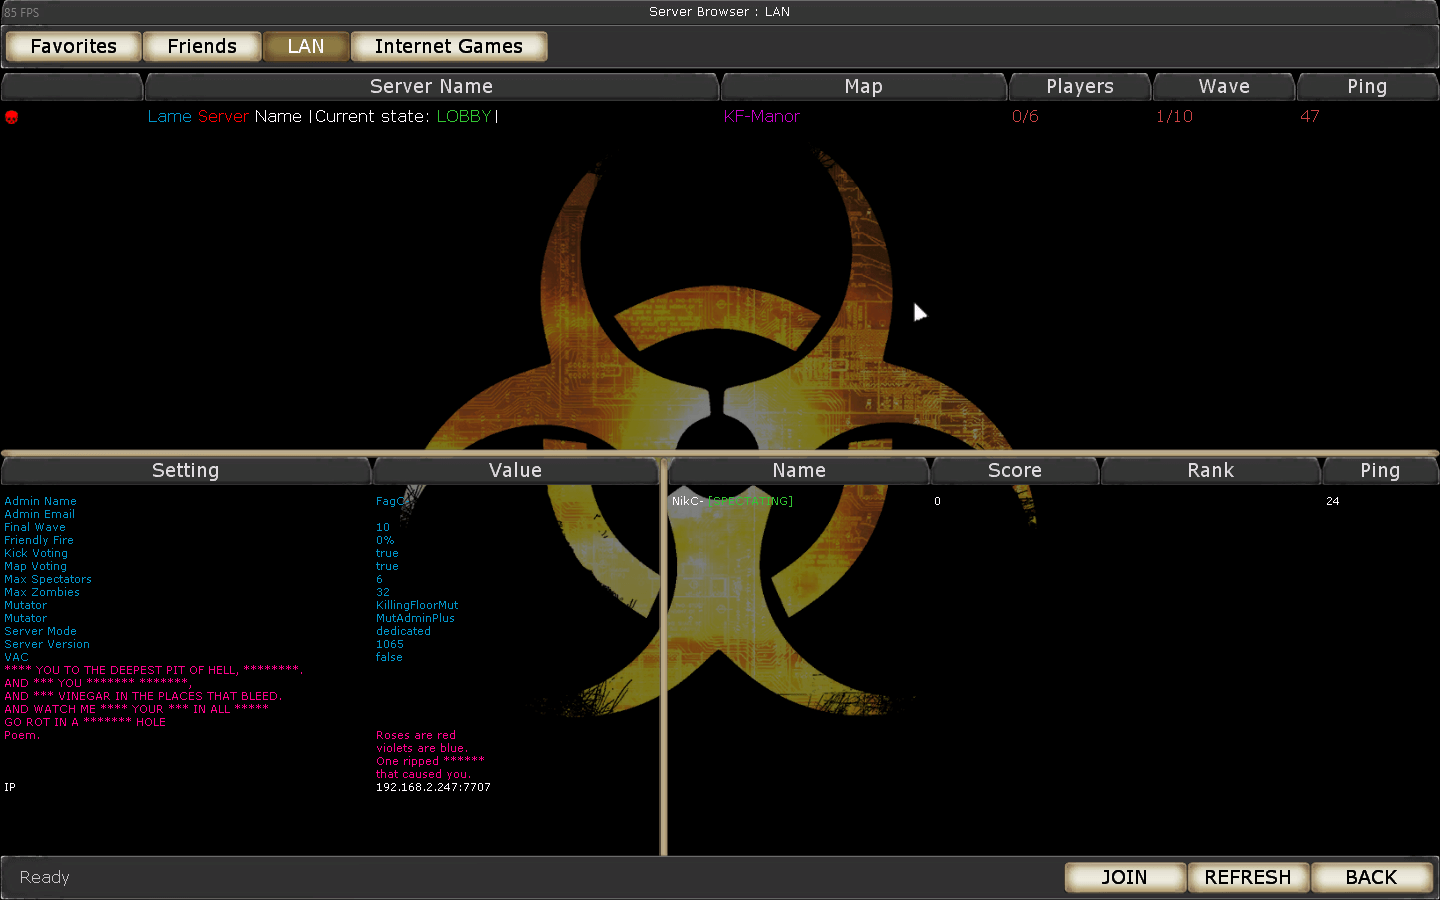 85 FPS
Server Browser : LAN
Favorites Friends LAN Internet Games
Server Name Map Players Wave Ping
Lame Server Name |Current state: LOBBY| KF-Manor 0/6 1/10 47
Setting Value
Admin Name FagC
Admin Email
Final Wave 10
Friendly Fire 0%
Kick Voting true
Map Voting true
Max Spectators 6
Max Zombies 32
Mutator KillingFloorMut
Mutator MutAdminPlus
Server Mode dedicated
Server Version 1065
VAC false
**** YOU TO THE DEEPEST PIT OF HELL, ********.
AND *** YOU ******* *******,
AND *** VINEGAR IN THE PLACES THAT BLEED.
AND WATCH ME **** YOUR *** IN ALL *****
GO ROT IN A ******* HOLE
Poem. Roses are red
violets are blue.
One ripped ******
that caused you.
IP 192.168.2.247:7707
Name Score Rank Ping
NikC- [SPECTATING] 0 24
Ready
JOIN REFRESH BACK